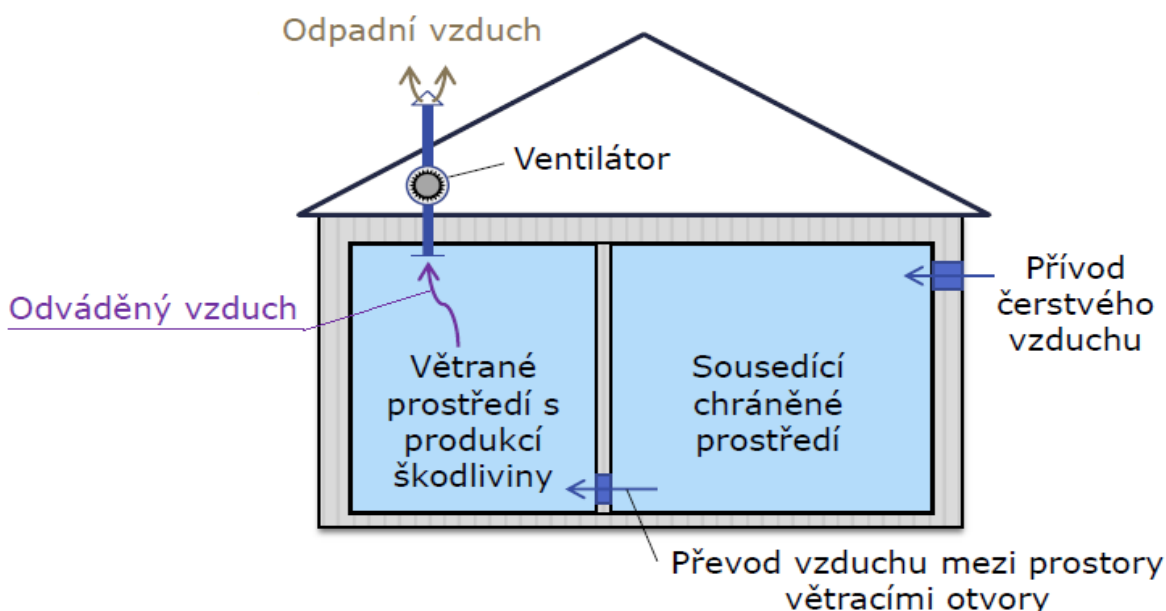 Odpadní vzduch
Ventilátor
Přívod
čerstvého
vzduchu
Odváděný vzduch
Větrané
prostředí s
produkcí
škodliviny
Sousedící
chráněné
prostředí
Převod vzduchu mezi prostory
větracími otvory